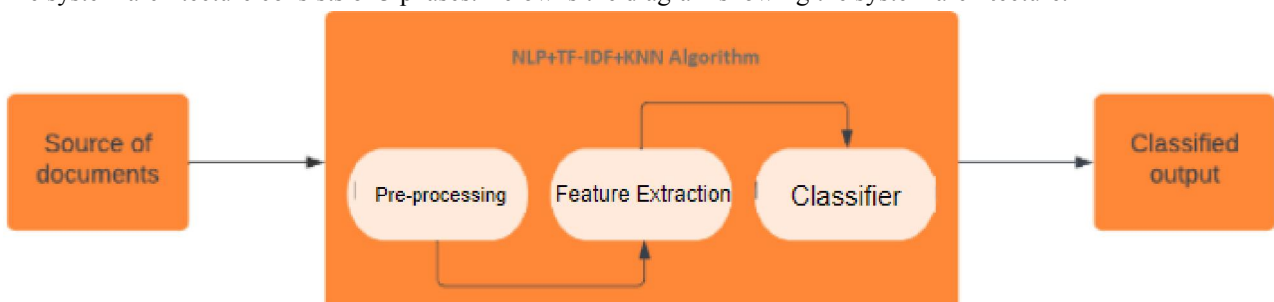 NLP+TF-IDF+KNN Algorithm
Source of
documents
Pre-processing
Feature Extraction
Classifier
Classified
output